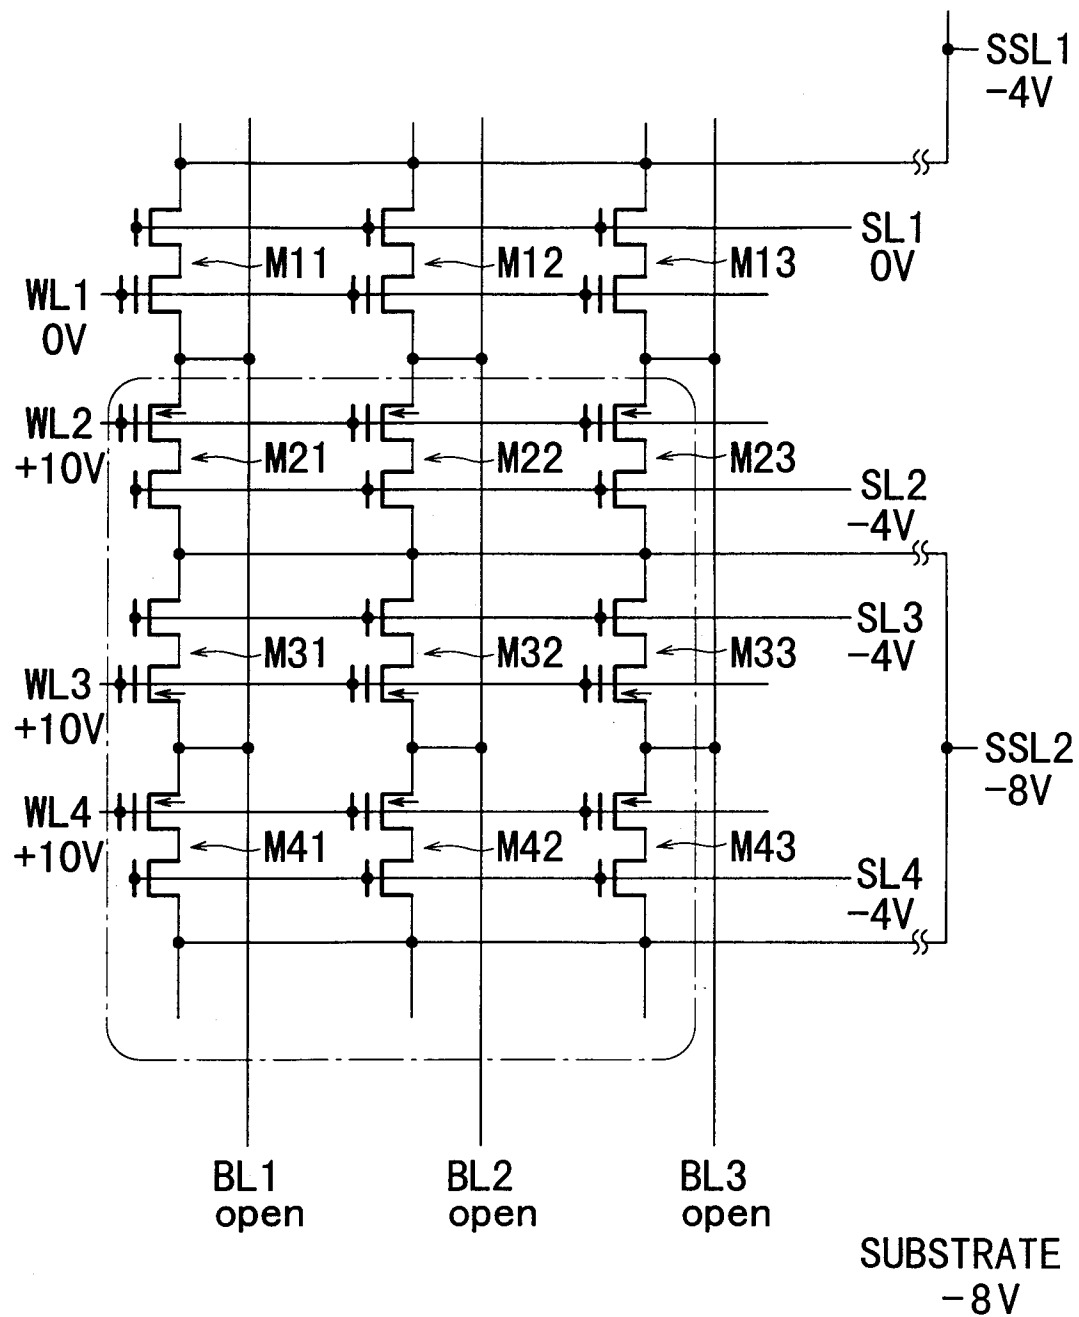 SSL1
-4V
SL1
0V
M11
M12
M13
WL1
0V
WL2
+10V
M21
M22
M23
SL2
-4V
SL3
-4V
M31
M32
M33
WL3
+10V
SSL2
-8V
WL4
+10V
M41
M42
M43
SL4
-4V
BL1
open
BL2
open
BL3
open
SUBSTRATE
-8V